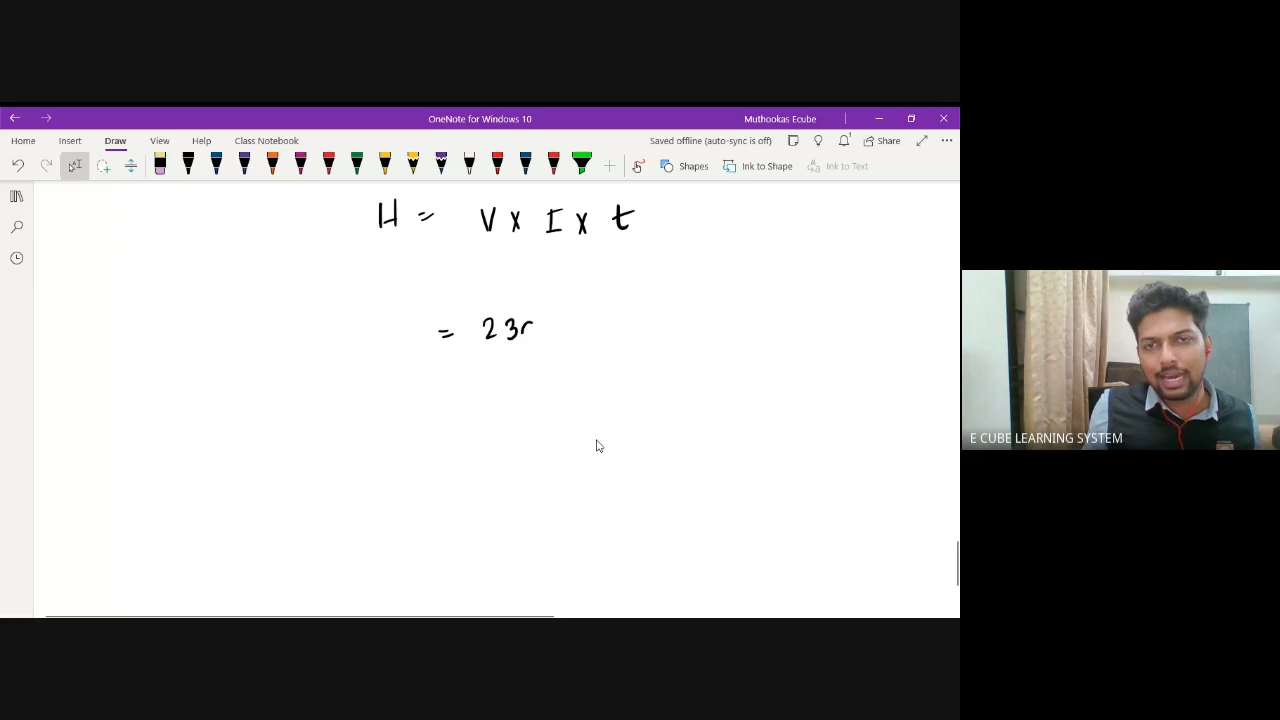 OneNote for Windows 10
Muthookas Ecube
Home Insert Draw View Help Class Notebook
Saved offline (auto-sync is off)
Share
Shapes
Ink to Shape
Ink to Text
H = V x I x t
= 23
E CUBE LEARNING SYSTEM